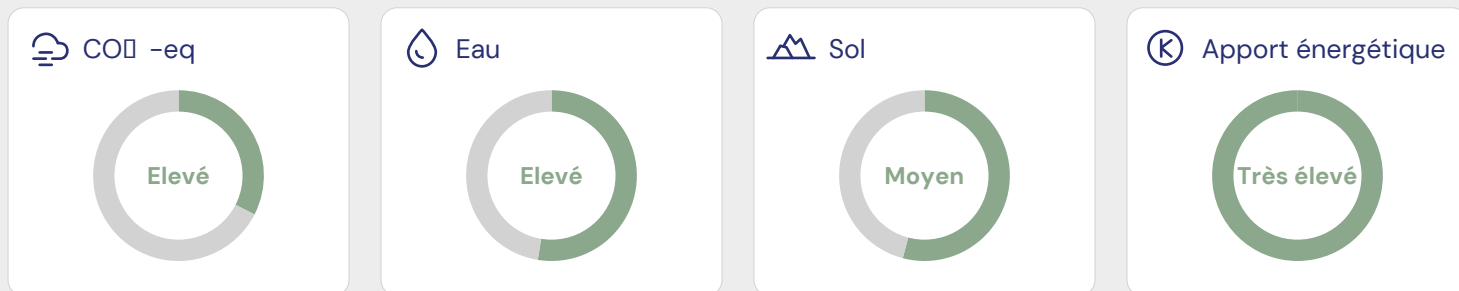 CO▯ -eq
Eau
Sol
Apport énergétique
Elevé
Elevé
Moyen
Très élevé